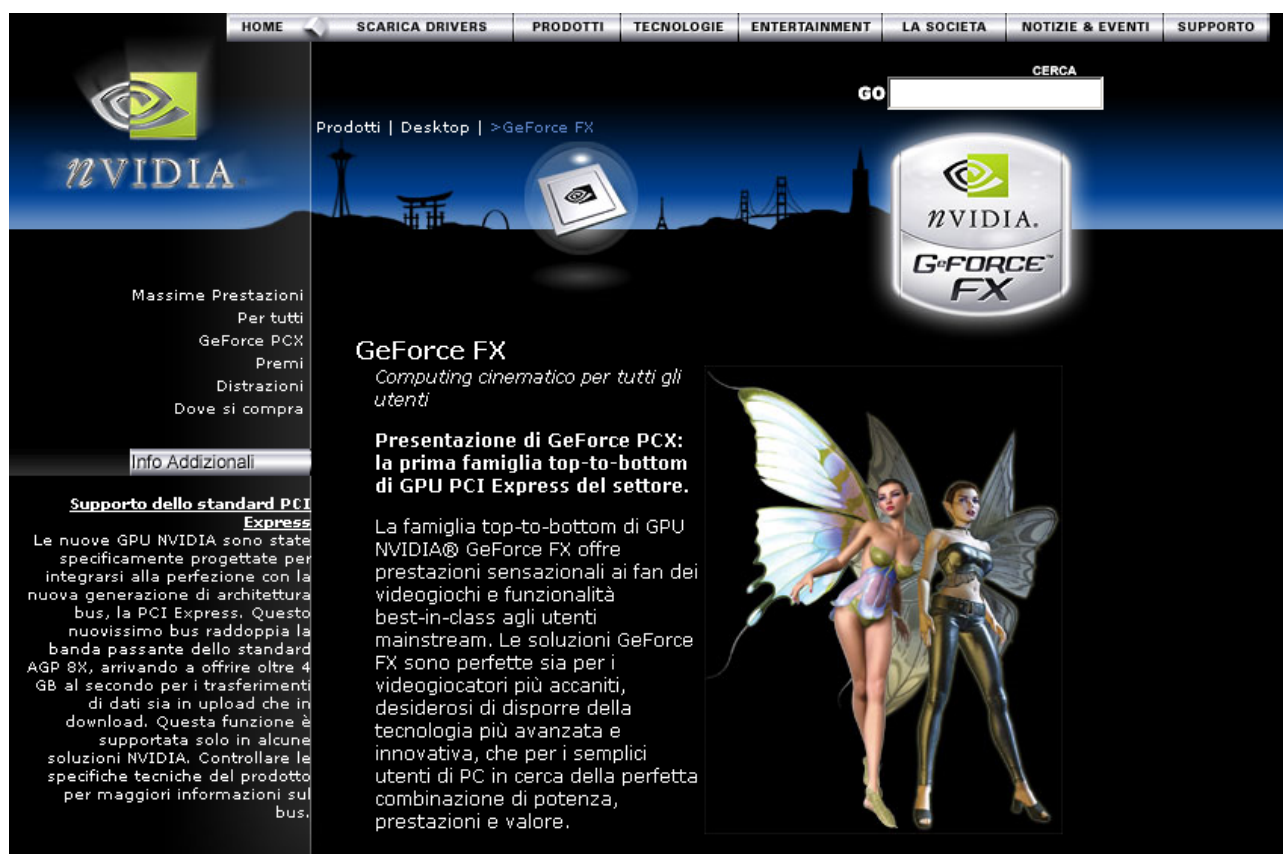 HOME
SCARICA DRIVERS
PRODOTTI
TECNOLOGIE
ENTERTAINMENT
LA SOCIETA
NOTIZIE & EVENTI
SUPPORTO
CERCA
GO
nVIDIA.
Prodotti | Desktop | >GeForce FX
nVIDIA.
GeFORCE™
FX
Massime Prestazioni
Per tutti
GeForce PCX
Premi
Distrazioni
Dove si compra
Info Addizionali
Supporto dello standard PCI
Express
Le nuove GPU NVIDIA sono state
specificamente progettate per
integrarsi alla perfezione con la
nuova generazione di architettura
bus, la PCI Express. Questo
nuovissimo bus raddoppia la
banda passante dello standard
AGP 8X, arrivando a offrire oltre 4
GB al secondo per i trasferimenti
di dati sia in upload che in
download. Questa funzione è
supportata solo in alcune
soluzioni NVIDIA. Controllare le
specifiche tecniche del prodotto
per maggiori informazioni sul
bus.
GeForce FX
Computing cinematico per tutti gli
utenti
Presentazione di GeForce PCX:
la prima famiglia top-to-bottom
di GPU PCI Express del settore.
La famiglia top-to-bottom di GPU
NVIDIA® GeForce FX offre
prestazioni sensazionali ai fan dei
videogiochi e funzionalità
best-in-class agli utenti
mainstream. Le soluzioni GeForce
FX sono perfette sia per i
videogiocatori più accaniti,
desiderosi di disporre della
tecnologia più avanzata e
innovativa, che per i semplici
utenti di PC in cerca della perfetta
combinazione di potenza,
prestazioni e valore.